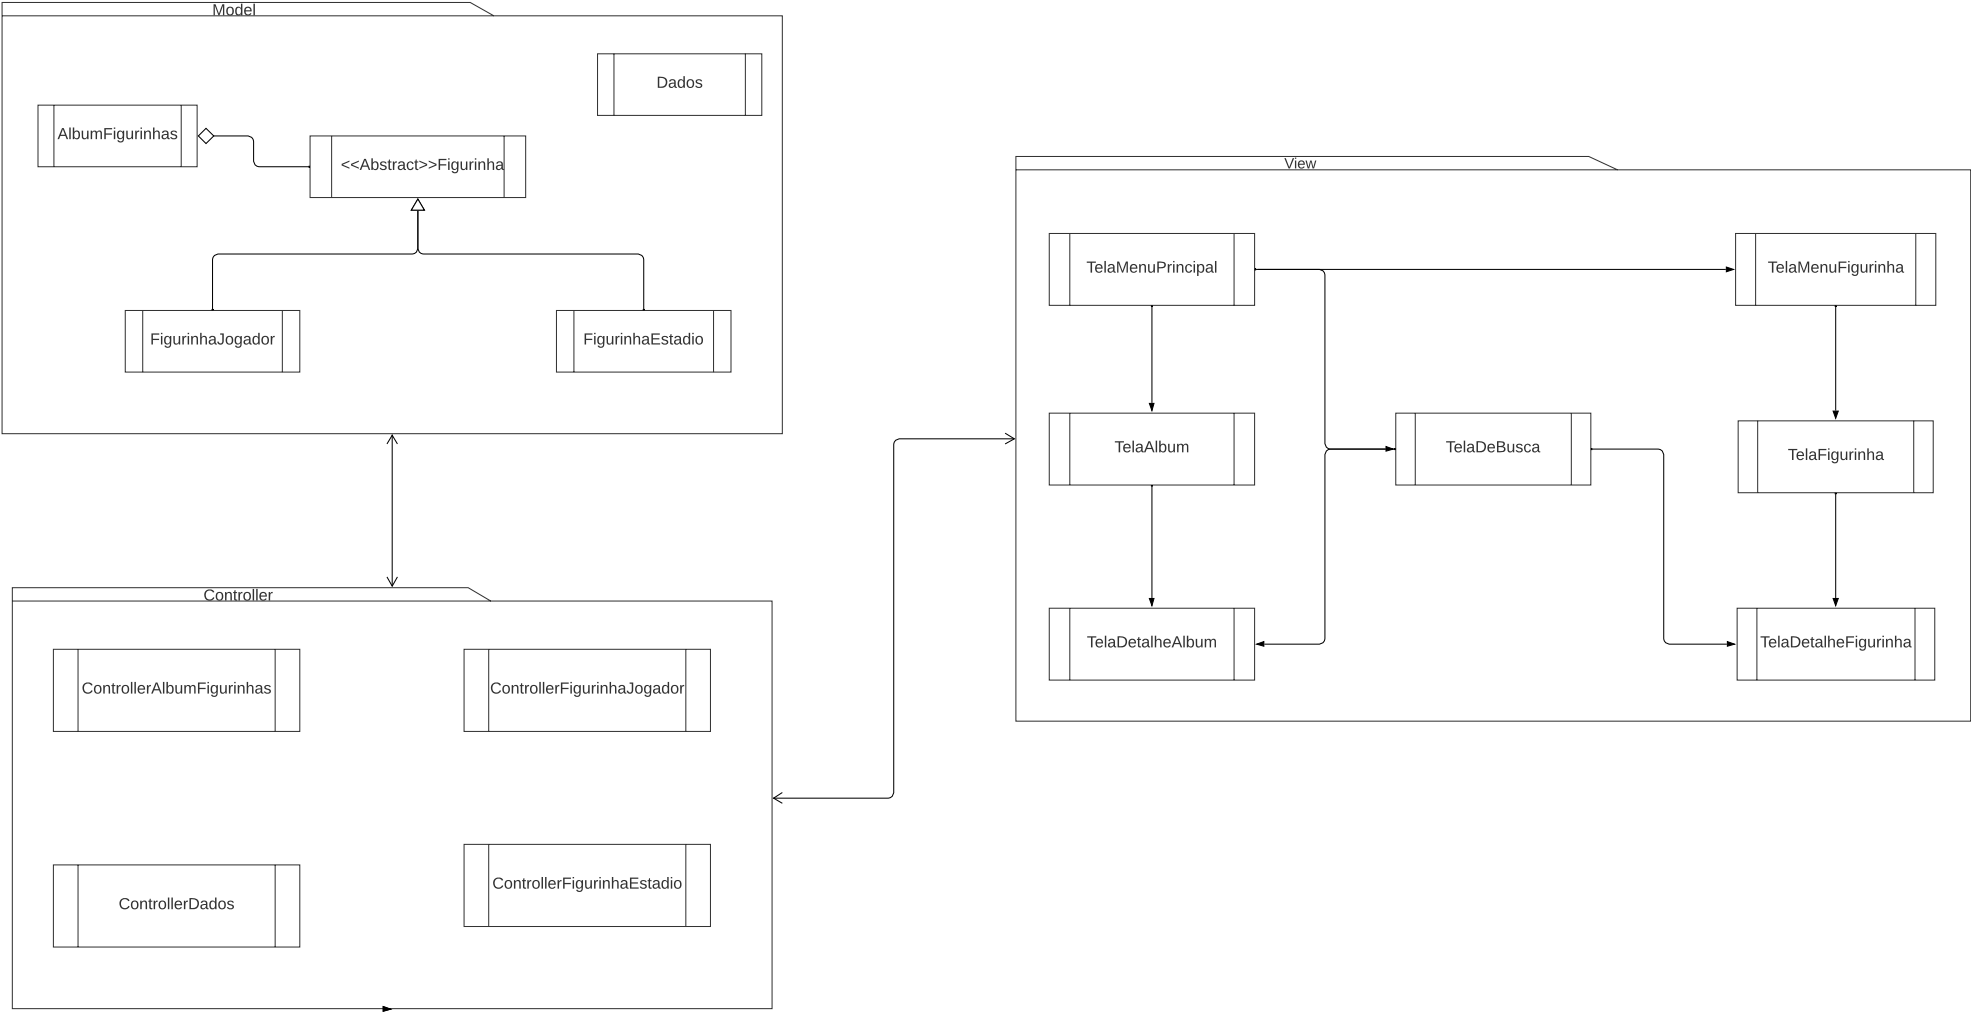 Model
Dados
AlbumFigurinhas
<<Abstract>>Figurinha
FigurinhaJogador
FigurinhaEstadio
View
TelaMenuPrincipal
TelaMenuFigurinha
TelaAlbum
TelaDeBusca
TelaFigurinha
TelaDetalheAlbum
TelaDetalheFigurinha
Controller
ControllerAlbumFigurinhas
ControllerFigurinhaJogador
ControllerDados
ControllerFigurinhaEstadio